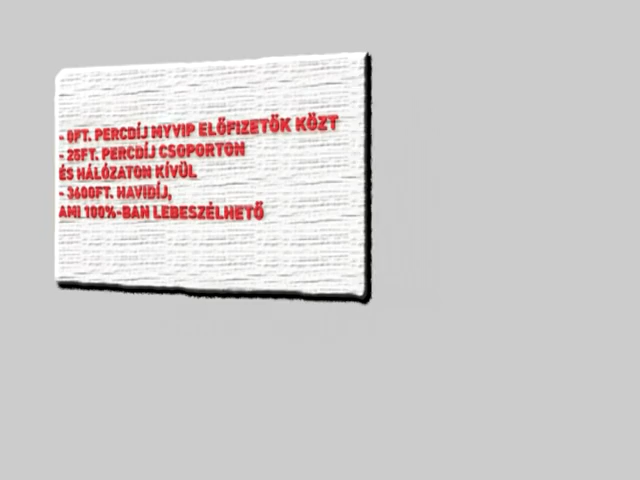 - 0FT. PERCDÍJ MYVIP ELŐFIZETŐK KÖZT
- 25FT. PERCDÍJ CSOPORTON
ÉS HÁLÓZATON KÍVÜL
- 3600FT. HAVIDÍJ,
AMI 100%-BAN LEBESZÉLHETŐ